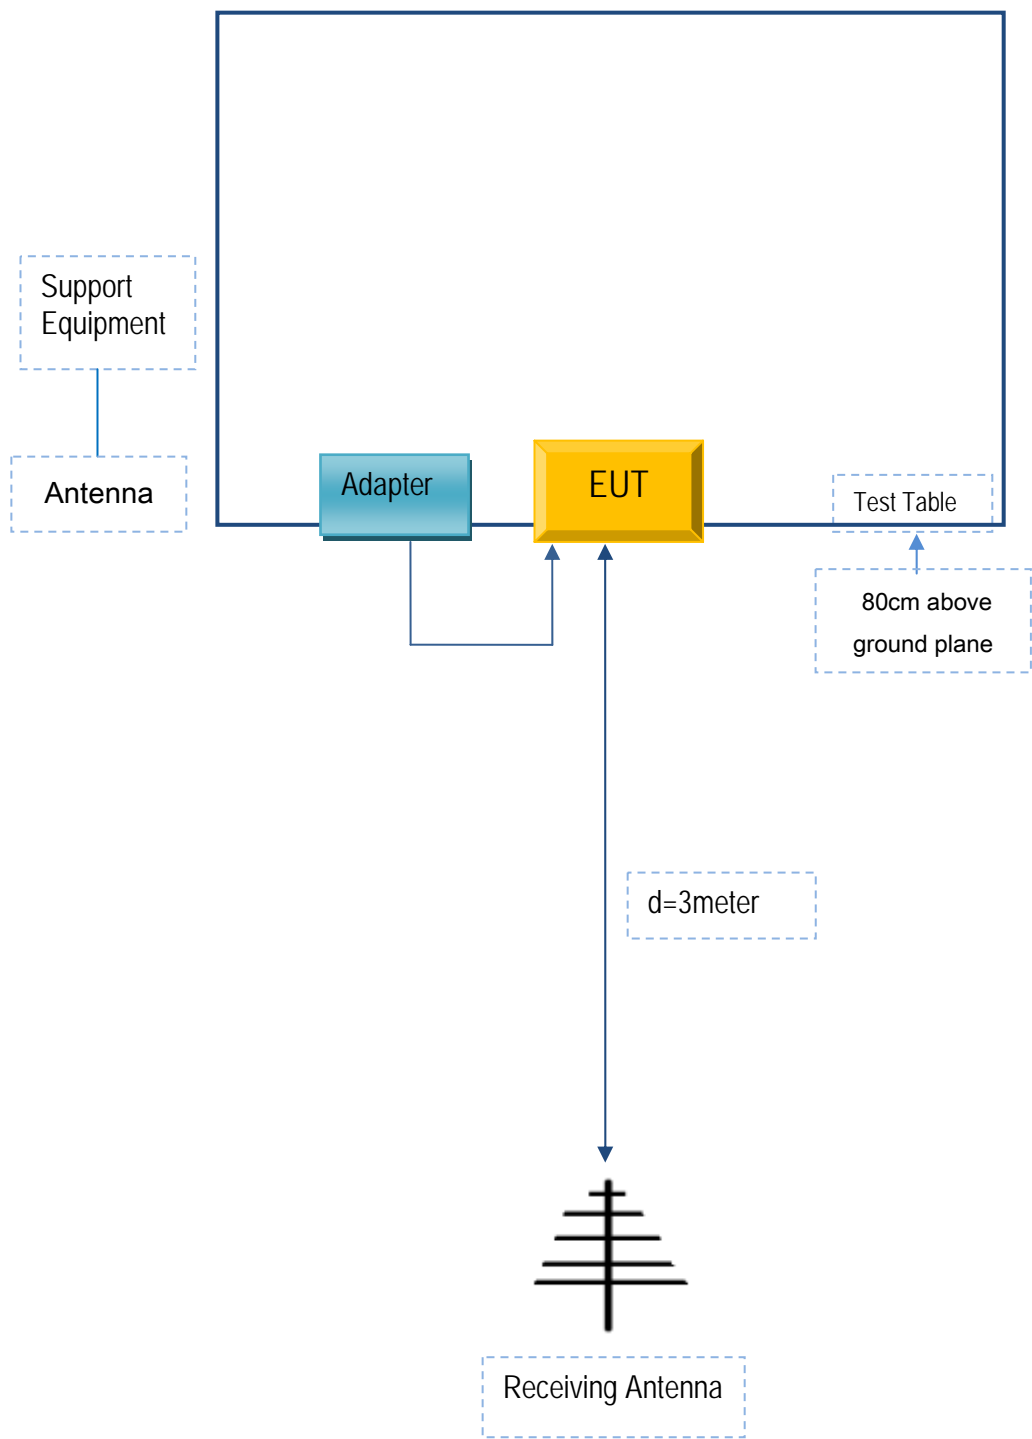 Support
Equipment
Antenna
Adapter
EUT
Test Table
80cm above
ground plane
d=3meter
Receiving Antenna